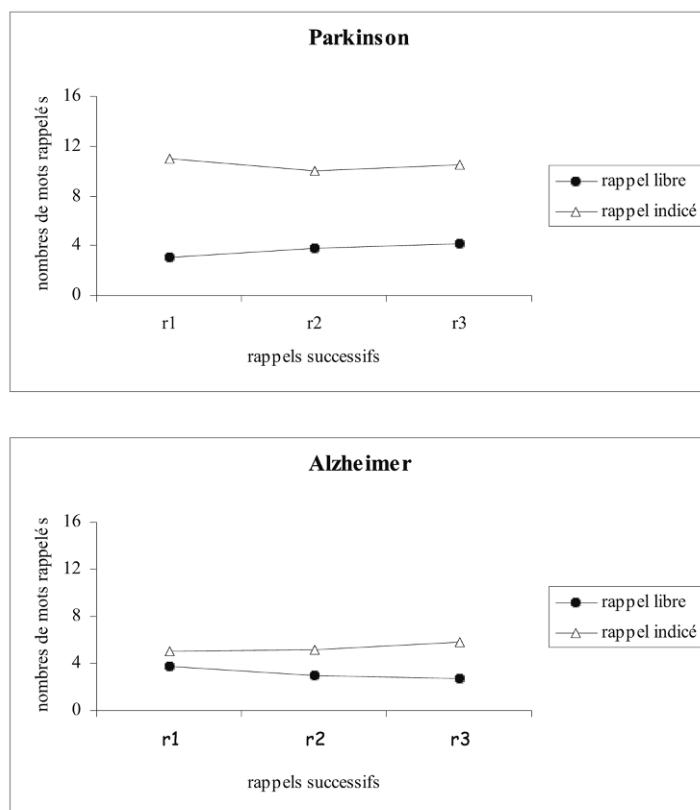 Parkinson
nombres de mots rappelés
16
12
8
4
0
r1 r2 r3
rappels successifs
rappel libre
rappel indicé
Alzheimer
nombres de mots rappelés
16
12
8
4
0
r1 r2 r3
rappels successifs
rappel libre
rappel indicé